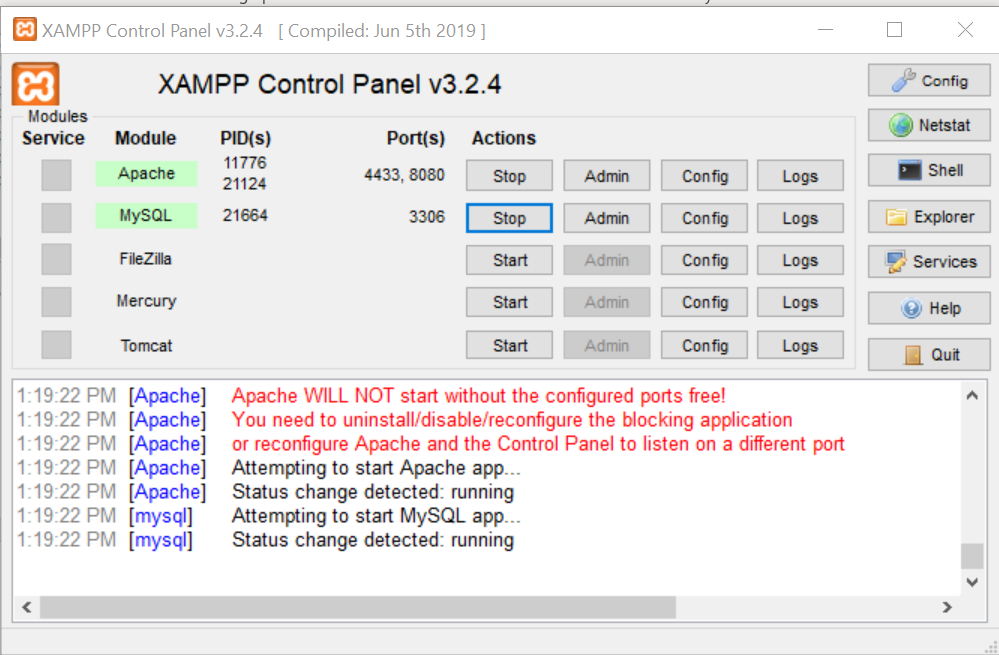 XAMPP Control Panel v3.2.4 [ Compiled: Jun 5th 2019 ]
XAMPP Control Panel v3.2.4
Config
Modules
Service Module PID(s) Port(s) Actions
Netstat
Apache 11776 21124 4433, 8080 Stop Admin Config Logs
Shell
MySQL 21664 3306 Stop Admin Config Logs
Explorer
FileZilla Start Admin Config Logs
Services
Mercury Start Admin Config Logs
Help
Tomcat Start Admin Config Logs
Quit
1:19:22 PM [Apache] Apache WILL NOT start without the configured ports free!
1:19:22 PM [Apache] You need to uninstall/disable/reconfigure the blocking application
1:19:22 PM [Apache] or reconfigure Apache and the Control Panel to listen on a different port
1:19:22 PM [Apache] Attempting to start Apache app...
1:19:22 PM [Apache] Status change detected: running
1:19:22 PM [mysql] Attempting to start MySQL app...
1:19:22 PM [mysql] Status change detected: running